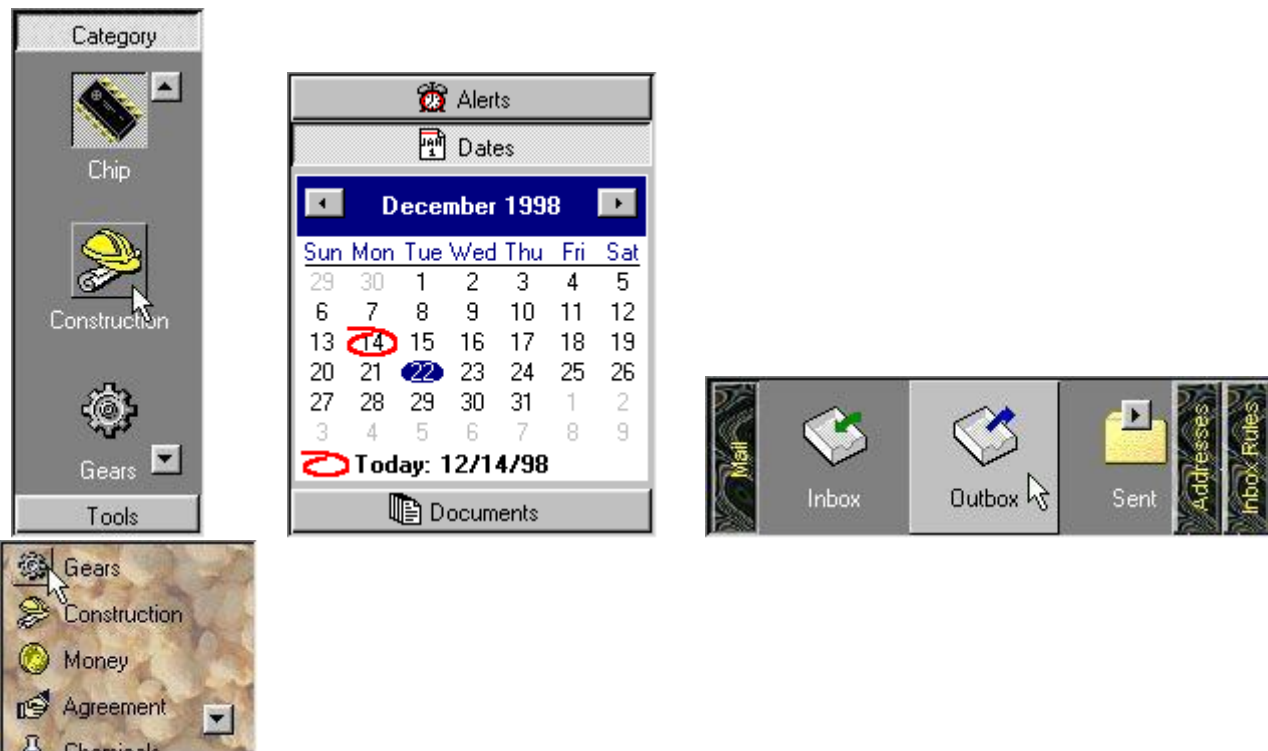 Category
Chip
Construction
Gears
Tools
Alerts
JAN
1
Dates
December 1998
Sun Mon Tue Wed Thu Fri Sat
29 30 1 2 3 4 5
6 7 8 9 10 11 12
13 14 15 16 17 18 19
20 21 22 23 24 25 26
27 28 29 30 31 1 2
3 4 5 6 7 8 9
Today: 12/14/98
Documents
Mail
Inbox
Outbox
Sent
Addresses
Inbox Rules
Gears
Construction
Money
Agreement
Chemicals